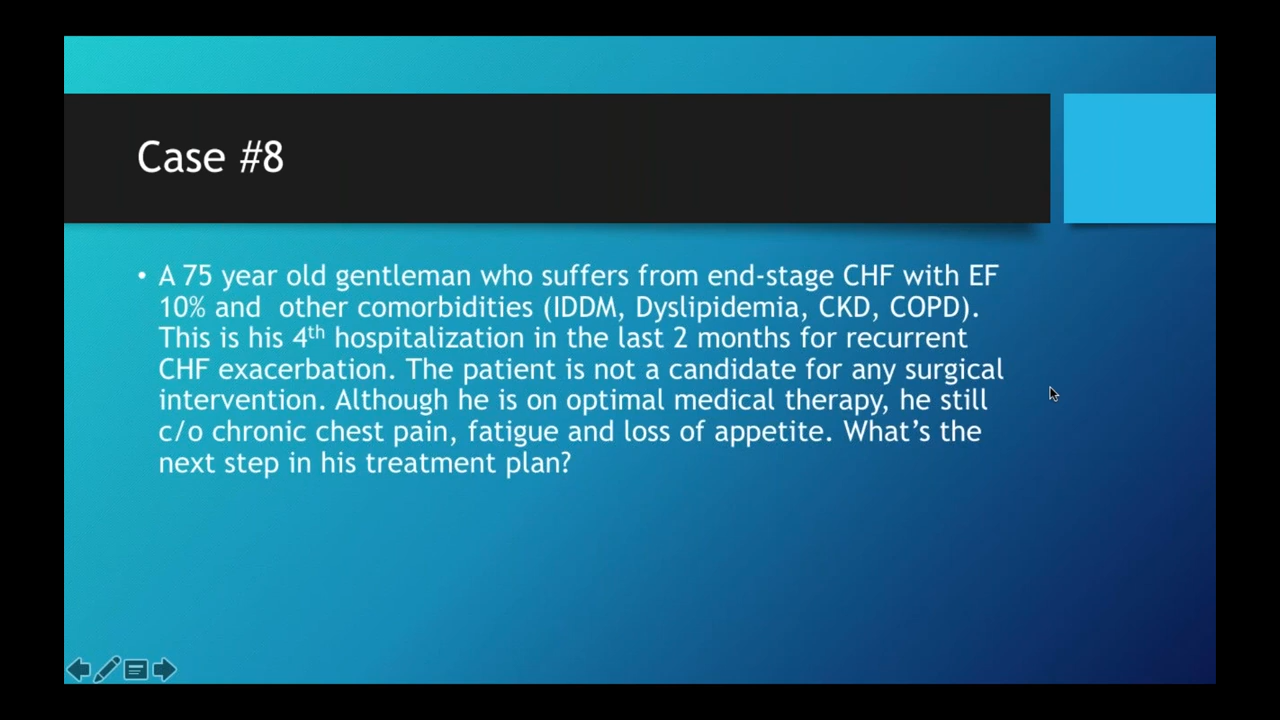 Case #8
• A 75 year old gentleman who suffers from end-stage CHF with EF
10% and  other comorbidities (IDDM, Dyslipidemia, CKD, COPD).
This is his 4th hospitalization in the last 2 months for recurrent
CHF exacerbation. The patient is not a candidate for any surgical
intervention. Although he is on optimal medical therapy, he still
c/o chronic chest pain, fatigue and loss of appetite. What’s the
next step in his treatment plan?